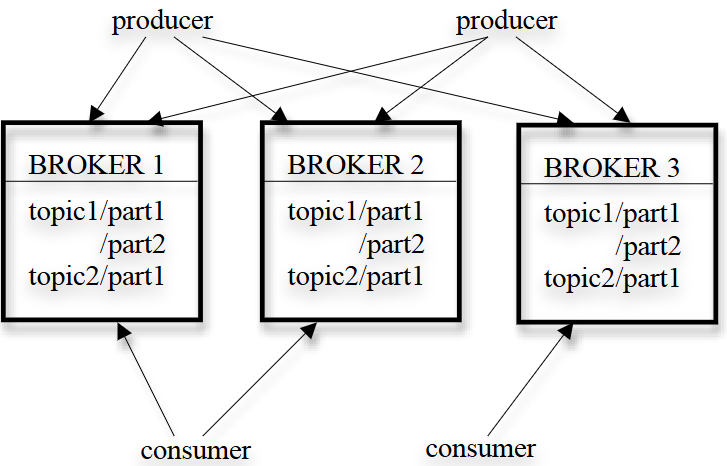 producer
producer
BROKER 1
topic1/part1
/part2
topic2/part1
BROKER 2
topic1/part1
/part2
topic2/part1
BROKER 3
topic1/part1
/part2
topic2/part1
consumer
consumer